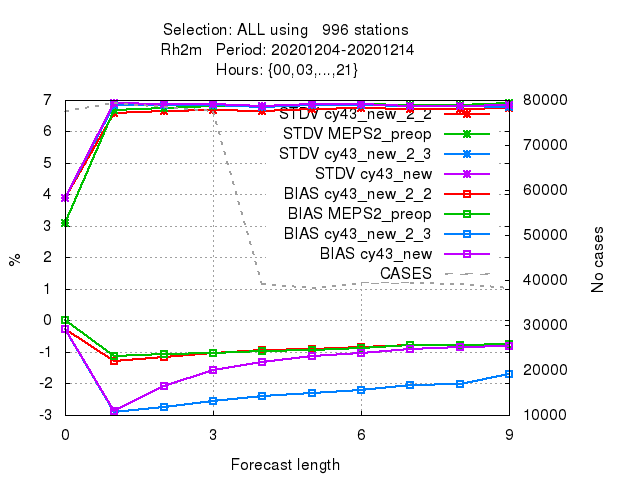 Selection: ALL using   996 stations
Rh2m   Period: 20201204-20201214
Hours: {00,03,...,21}
7
6
5
4
3
2
1
0
-1
-2
-3
%
80000
70000
60000
50000
40000
30000
20000
10000
No cases
STDV cy43_new_2_2
STDV MEPS2_preop
STDV cy43_new_2_3
STDV cy43_new
BIAS cy43_new_2_2
BIAS MEPS2_preop
BIAS cy43_new_2_3
BIAS cy43_new
CASES
0 3 6 9
Forecast length